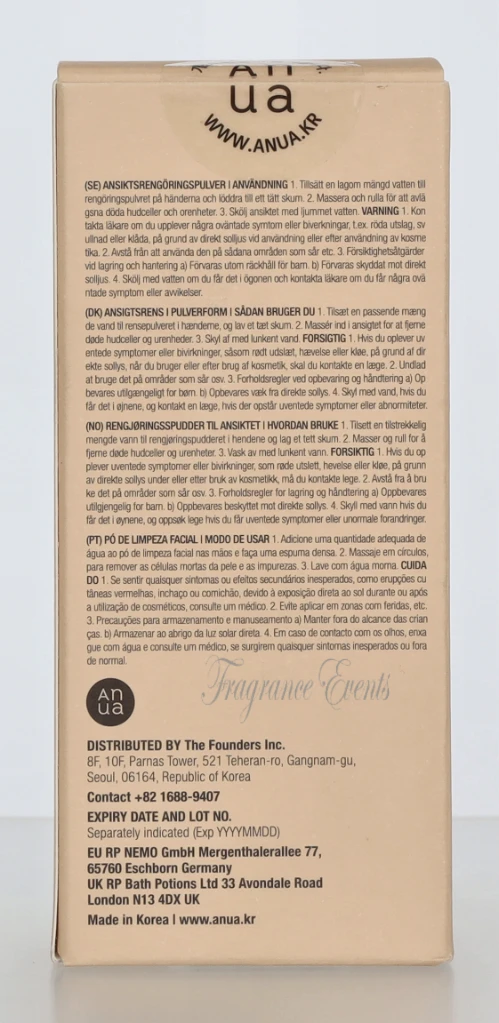 An
ua
WWW.ANUA.KR
(SE) ANSIKTSRENGÖRINGSPULVER I ANVÄNDNING 1. Tillsätt en lagom mängd vatten till
rengöringspulvret på händerna och löddra till ett tätt skum. 2. Massera och rulla för att avlä
gsna döda hudceller och orenheter. 3. Skölj ansiktet med ljummet vatten. VARNING 1. Kon
takta läkare om du upplever några oväntade symtom eller biverkningar, t.ex. röda utslag, sv
ullnad eller klåda, på grund av direkt solljus vid användning eller efter användning av kosme
tika. 2. Avstå från att använda den på sådana områden som sår etc. 3. Försiktighetsåtgärder
vid lagring och hantering a) Förvaras utom räckhåll för barn. b) Förvaras skyddat mot direkt
solljus. 4. Skölj med vatten om du får det i ögonen och kontakta läkare om du får några ovä
ntade symptom eller avvikelser.
(DK) ANSIGTSRENS I PULVERFORM I SÅDAN BRUGER DU 1. Tilsæt en passende mæng
de vand til rensepulveret i hænderne, og lav et tæt skum. 2. Massér ind i ansigtet for at fjerne
døde hudceller og urenheder. 3. Skyl af med lunkent vand. FORSIGTIG 1. Hvis du oplever uv
entede symptomer eller bivirkninger, såsom rødt udslæt, hævelse eller kløe, på grund af dir
ekte sollys, når du bruger eller efter brug af kosmetik, skal du kontakte en læge. 2. Undlad
at bruge det på områder som sår osv. 3. Forholdsregler ved opbevaring og håndtering a) Op
bevares utilgængeligt for børn. b) Opbevares væk fra direkte sollys. 4. Skyl med vand, hvis du
får det i øjnene, og kontakt en læge, hvis der opstår uventede symptomer eller abnormiteter.
(NO) RENGJØRINGSSPUDDER TIL ANSIKTET I HVORDAN BRUKE 1. Tilsett en tilstrekkelig
mengde vann til rengjøringspudderet i hendene og lag et tett skum. 2. Masser og rull for å
fjerne døde hudceller og urenheter. 3. Vask av med lunkent vann. FORSIKTIG 1. Hvis du op
plever uventede symptomer eller bivirkninger, som røde utslett, hevelse eller kløe, på grunn
av direkte sollys under eller etter bruk av kosmetikk, må du kontakte lege. 2. Avstå fra å bru
ke det på områder som sår osv. 3. Forholdsregler for lagring og håndtering a) Oppbevares
utilgjengelig for barn. b) Oppbevares beskyttet mot direkte sollys. 4. Skyll med vann hvis du
får det i øynene, og oppsøk lege hvis du får uventede symptomer eller unormale forandringer.
(PT) PÓ DE LIMPEZA FACIAL I MODO DE USAR 1. Adicione uma quantidade adequada de
água ao pó de limpeza facial nas mãos e faça uma espuma densa. 2. Massaje em círculos,
para remover as células mortas da pele e as impurezas. 3. Lave com água morna. CUIDA
DO 1. Se sentir quaisquer sintomas ou efeitos secundários inesperados, como erupções cu
tâneas vermelhas, inchaço ou comichão, devido à exposição direta ao sol durante ou após
a utilização de cosméticos, consulte um médico. 2. Evite aplicar em zonas com feridas, etc.
3. Precauções para armazenamento e manuseamento a) Manter fora do alcance das crian
ças. b) Armazenar ao abrigo da luz solar direta. 4. Em caso de contacto com os olhos, enxa
gue com água e consulte um médico, se surgirem quaisquer sintomas inesperados ou fora
de normal.
Fragrance Events
An
ua
DISTRIBUTED BY The Founders Inc.
8F, 10F, Parnas Tower, 521 Teheran-ro, Gangnam-gu,
Seoul, 06164, Republic of Korea
Contact +82 1688-9407
EXPIRY DATE AND LOT NO.
Separately indicated (Exp YYYYMMDD)
EU RP NEMO GmbH Mergenthalerallee 77,
65760 Eschborn Germany
UK RP Bath Potions Ltd 33 Avondale Road
London N13 4DX UK
Made in Korea I www.anua.kr